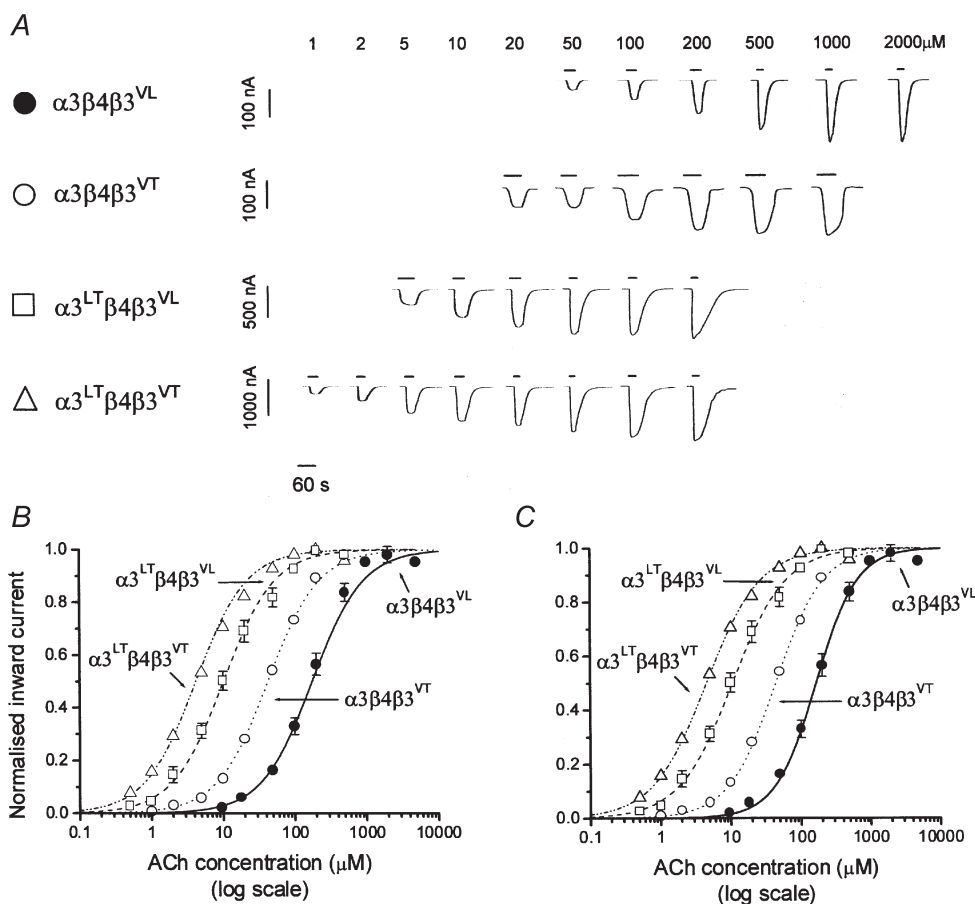 A
1 2 5 10 20 50 100 200 500 1000 2000μM
α3β4β3^VL
100 nA
α3β4β3^VT
100 nA
α3^LTβ4β3^VL
500 nA
α3^LTβ4β3^VT
1000 nA
60 s
B
Normalised inward current
1.0
0.8
0.6
0.4
0.2
0.0
α3^LTβ4β3^VL
α3β4β3^VL
α3^LTβ4β3^VT
α3β4β3^VT
0.1 1 10 100 1000 10000
ACh concentration (μM)
(log scale)
C
1.0
0.8
0.6
0.4
0.2
0.0
α3^LTβ4β3^VL
α3β4β3^VL
α3^LTβ4β3^VT
α3β4β3^VT
0.1 1 10 100 1000 10000
ACh concentration (μM)
(log scale)